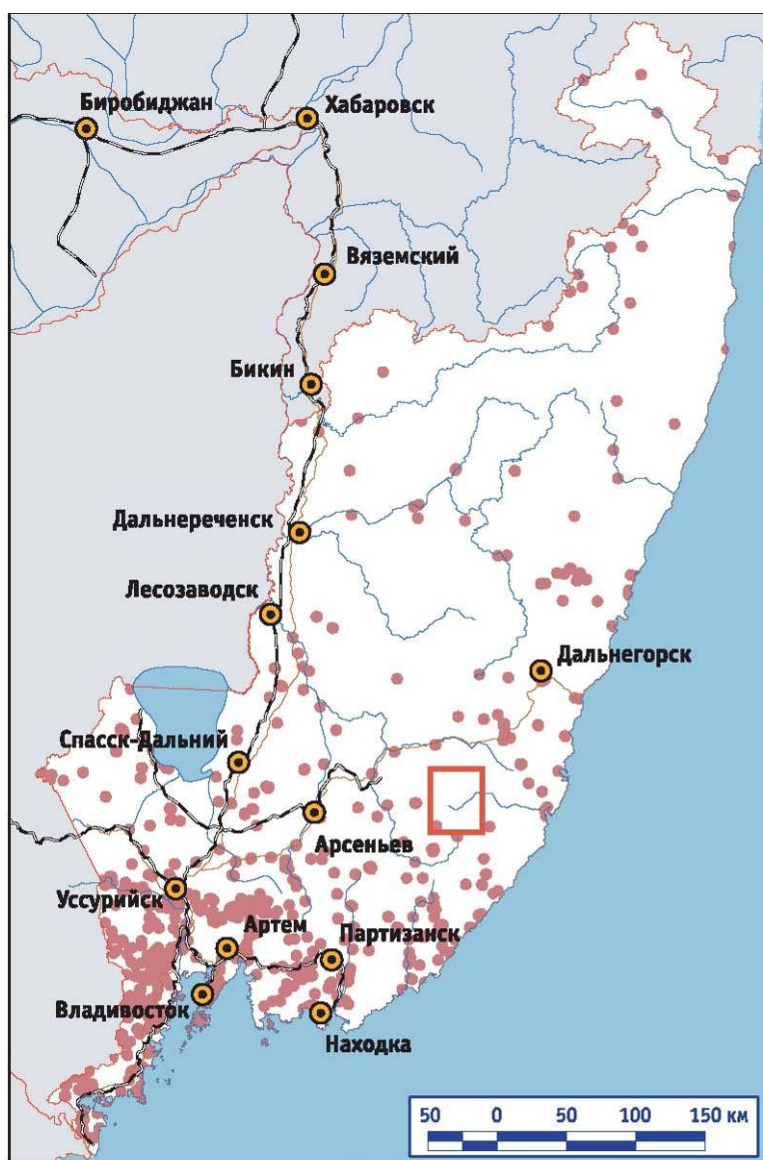 Биробиджан
Хабаровск
Вяземский
Бикин
Дальнереченск
Лесозаводск
Дальнегорск
Спасск-Дальний
Арсеньев
Уссурийск
Артем
Партизанск
Владивосток
Находка
50 0 50 100 150 км